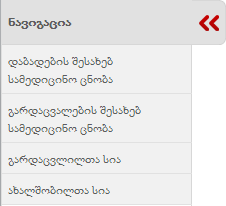 ნავიგაცია
დაბადების შესახებ
სამედიცინო ცნობა
გარდაცვალების შესახებ
სამედიცინო ცნობა
გარდაცვლილთა სია
ახალშობილთა სია